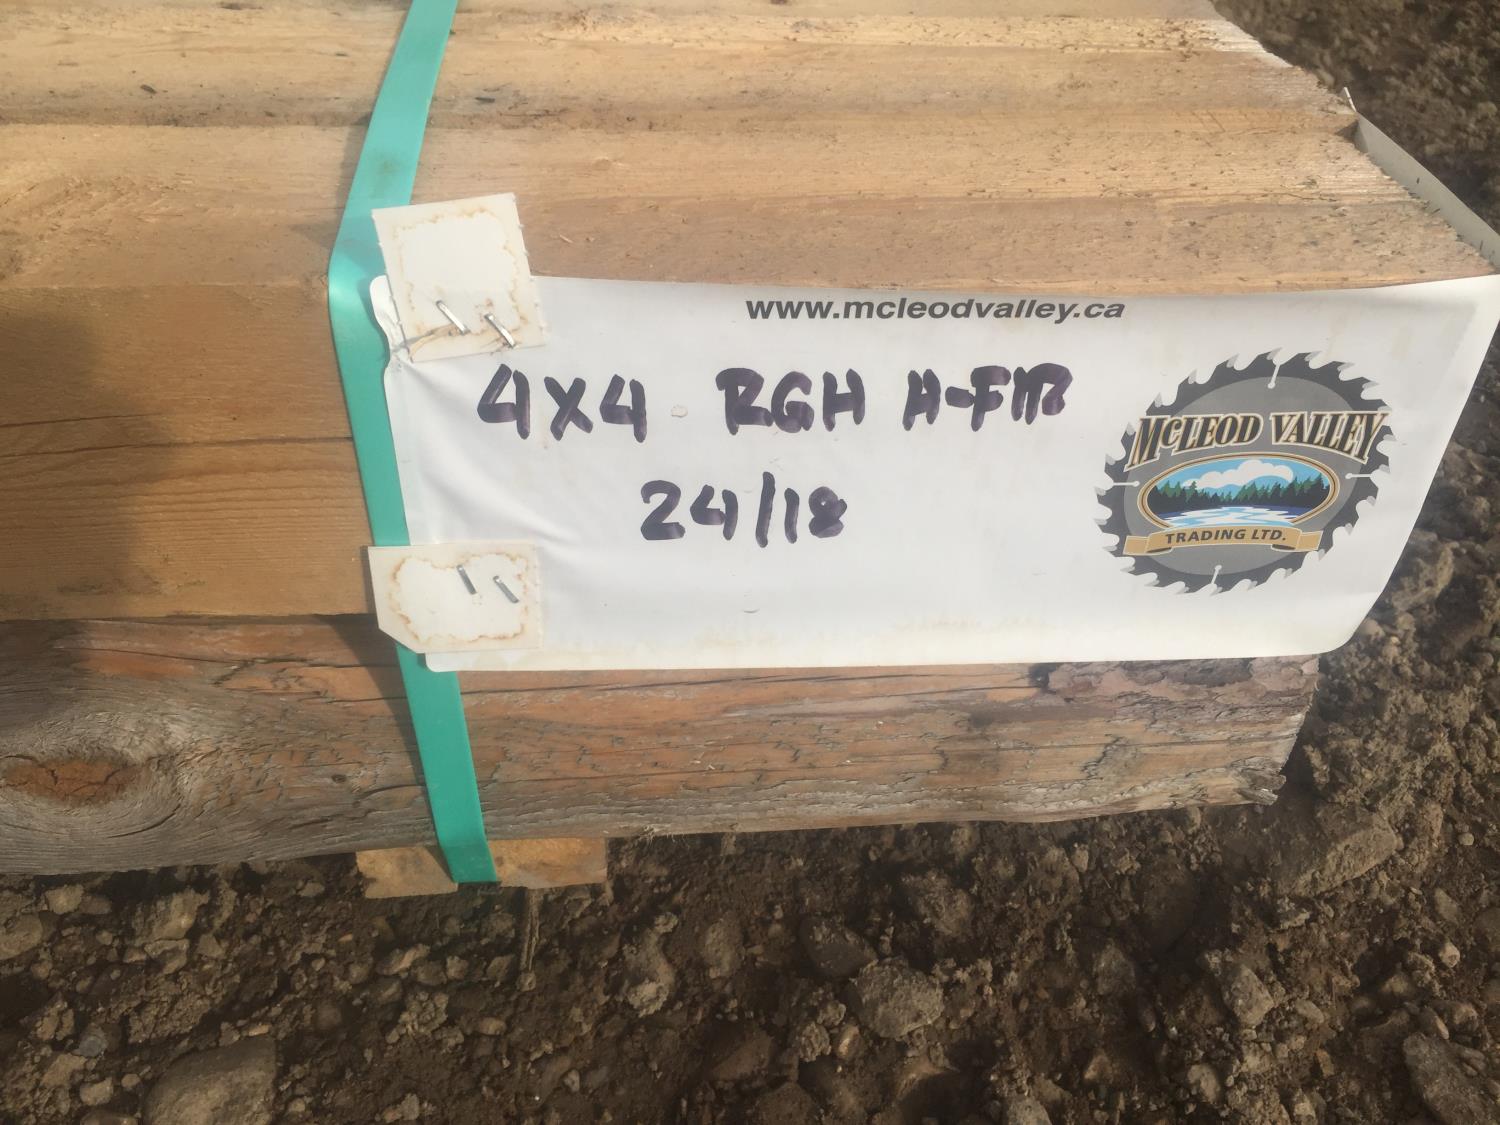 www.mcleodvalley.ca
4X4 RGH H-FIR
24/18
McLEOD VALLEY
TRADING LTD.